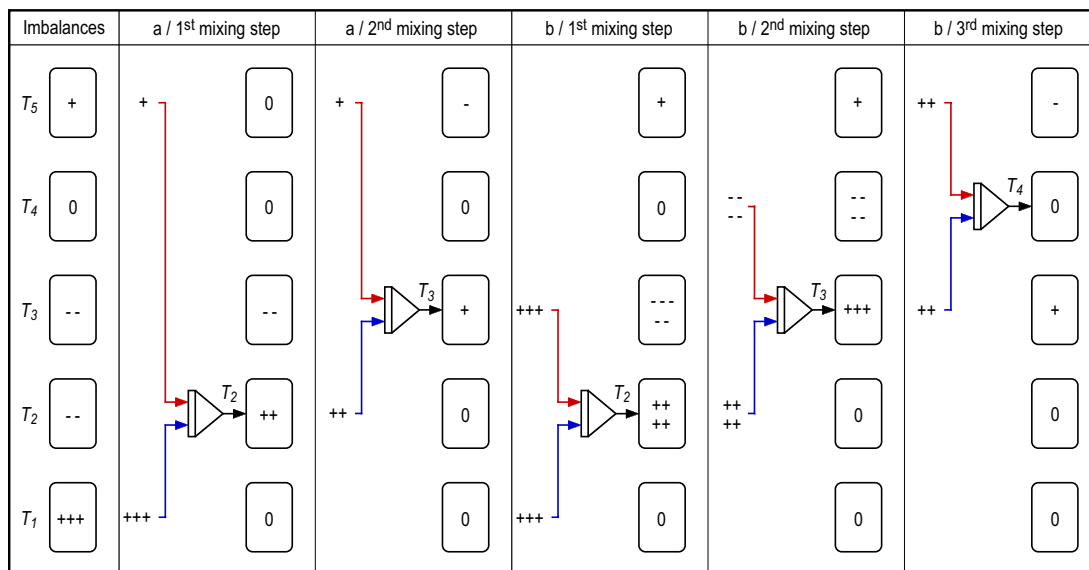 Imbalances a / 1st mixing step a / 2nd mixing step b / 1st mixing step b / 2nd mixing step b / 3rd mixing step
T5 + + 0 + - + + ++ -
T4 0 0 0 0 -- -- T4
-- -- 0
T3 -- -- T3 + +++ --- T3 +++ ++ +
--
T2 -- T2 ++ ++ 0 T2 ++ ++ 0 0
++ ++
T1 +++ +++ 0 0 +++ 0 0 0